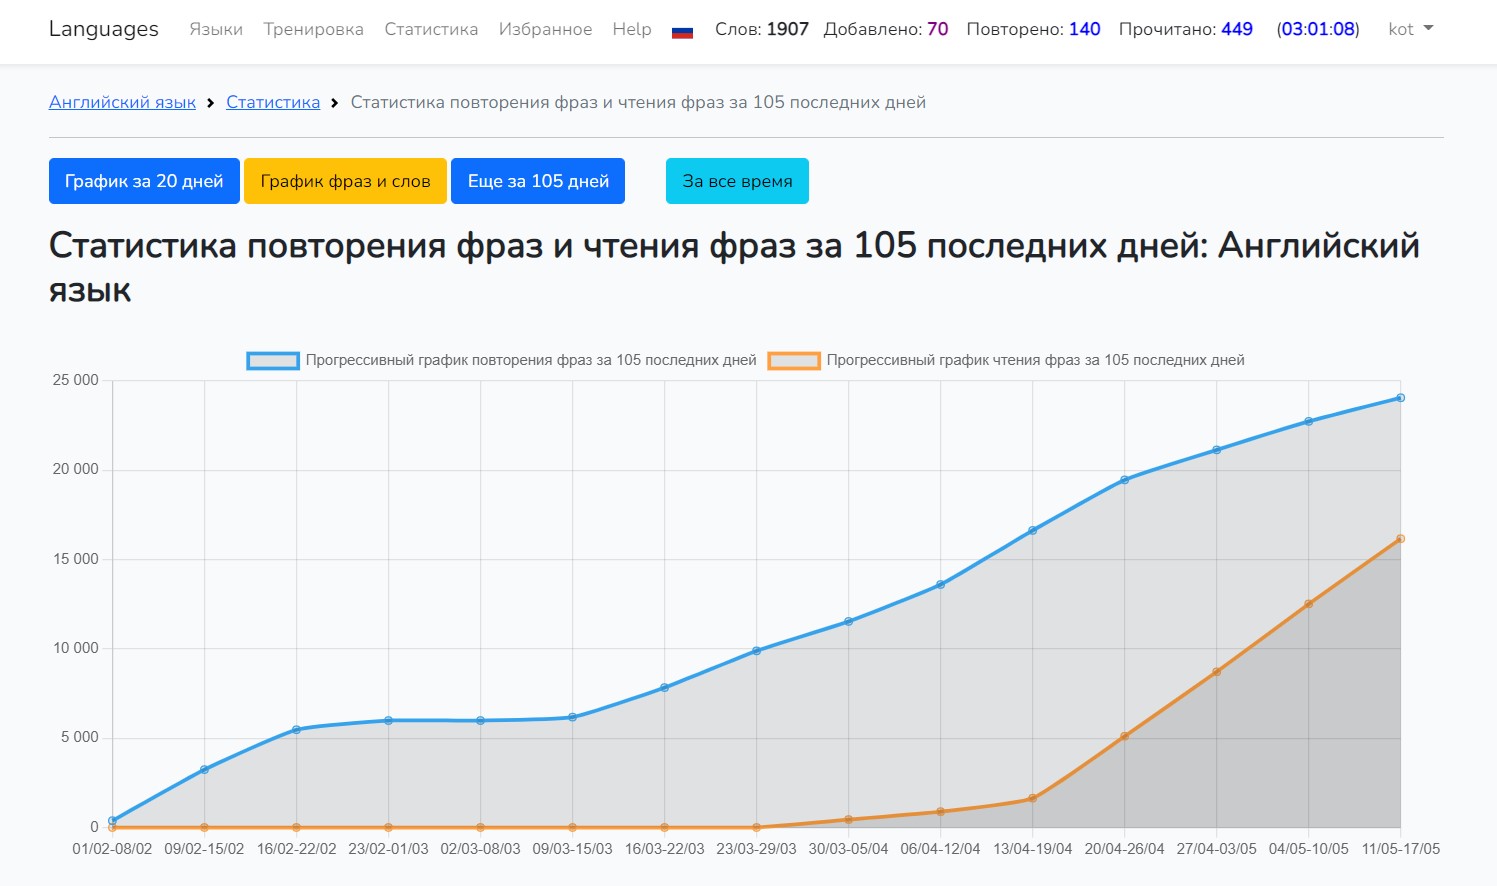 Languages Языки Тренировка Статистика Избранное Help Слов: 1907 Добавлено: 70 Повторено: 140 Прочитано: 449 (03:01:08) kot
Английский язык > Статистика > Статистика повторения фраз и чтения фраз за 105 последних дней
График за 20 дней График фраз и слов Еще за 105 дней За все время
Статистика повторения фраз и чтения фраз за 105 последних дней: Английский
язык
Прогрессивный график повторения фраз за 105 последних дней Прогрессивный график чтения фраз за 105 последних дней
25 000
20 000
15 000
10 000
5 000
0
01/02-08/02 09/02-15/02 16/02-22/02 23/02-01/03 02/03-08/03 09/03-15/03 16/03-22/03 23/03-29/03 30/03-05/04 06/04-12/04 13/04-19/04 20/04-26/04 27/04-03/05 04/05-10/05 11/05-17/05